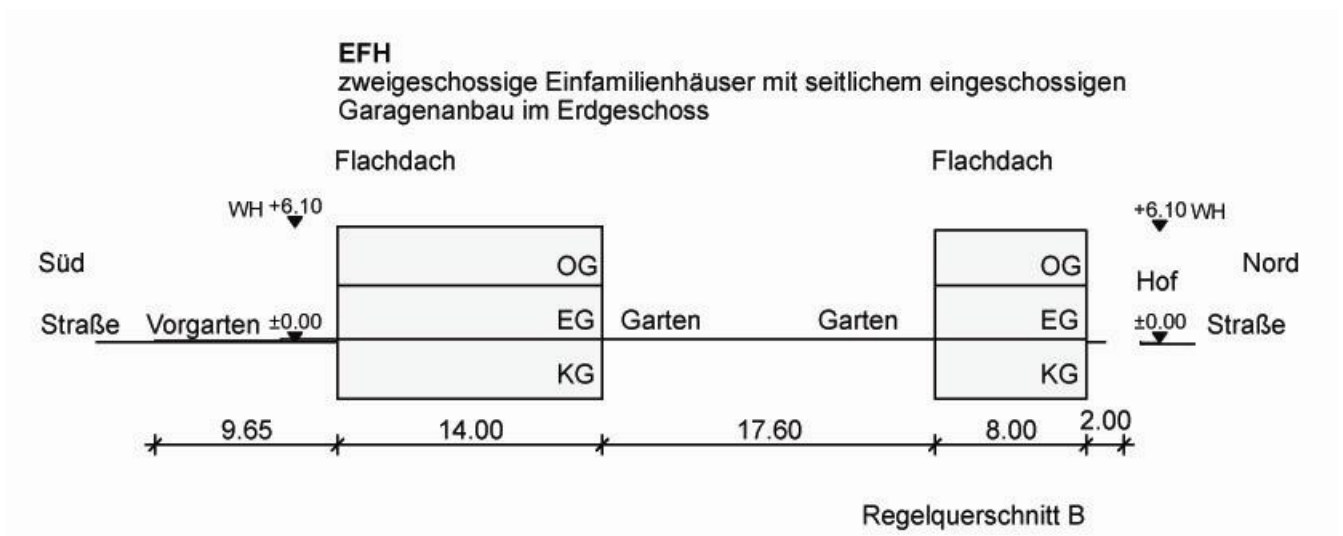 EFH
zweigeschossige Einfamilienhäuser mit seitlichem eingeschossigen
Garagenanbau im Erdgeschoss
Flachdach Flachdach
WH +6.10 +6.10 WH
Süd OG OG Hof Nord
Straße Vorgarten ±0.00 EG Garten Garten EG ±0.00 Straße
KG KG
9.65 14.00 17.60 8.00 2.00
Regelquerschnitt B